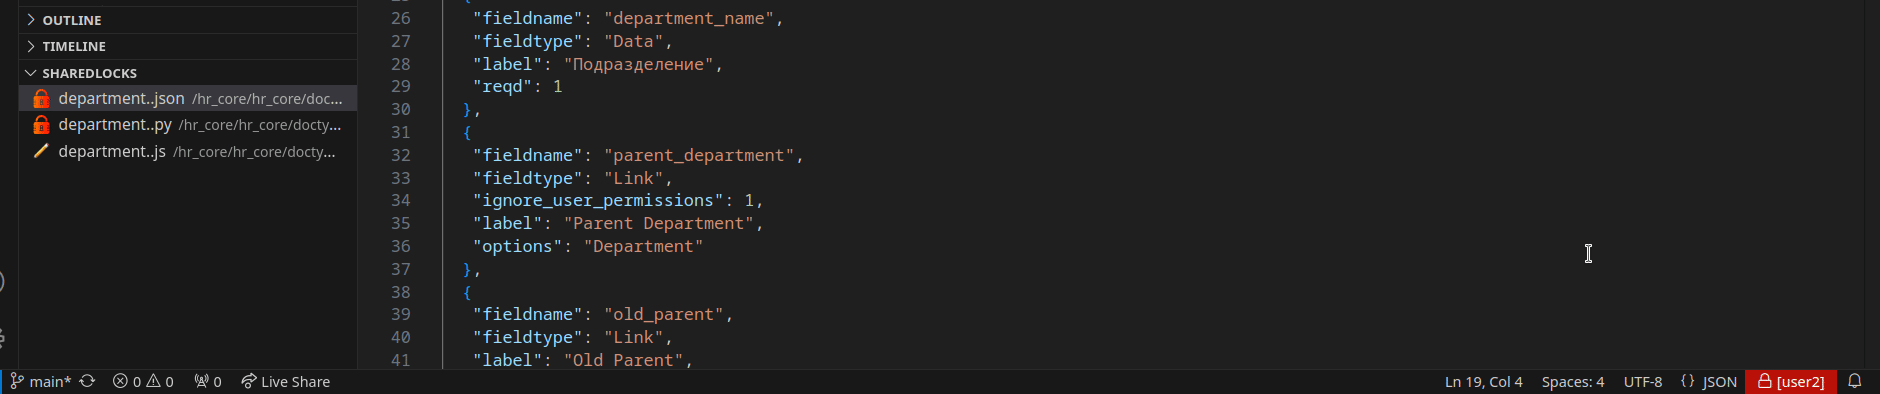 OUTLINE
TIMELINE
SHAREDLOCKS
department..json /hr_core/hr_core/doc...
department..py /hr_core/hr_core/docty...
department..js /hr_core/hr_core/docty...
26 "fieldname": "department_name",
27 "fieldtype": "Data",
28 "label": "Подразделение",
29 "reqd": 1
30 },
31 {
32 "fieldname": "parent_department",
33 "fieldtype": "Link",
34 "ignore_user_permissions": 1,
35 "label": "Parent Department",
36 "options": "Department"
37 },
38 {
39 "fieldname": "old_parent",
40 "fieldtype": "Link",
41 "label": "Old Parent",
main* 0 0 0 Live Share Ln 19, Col 4 Spaces: 4 UTF-8 {} JSON [user2]